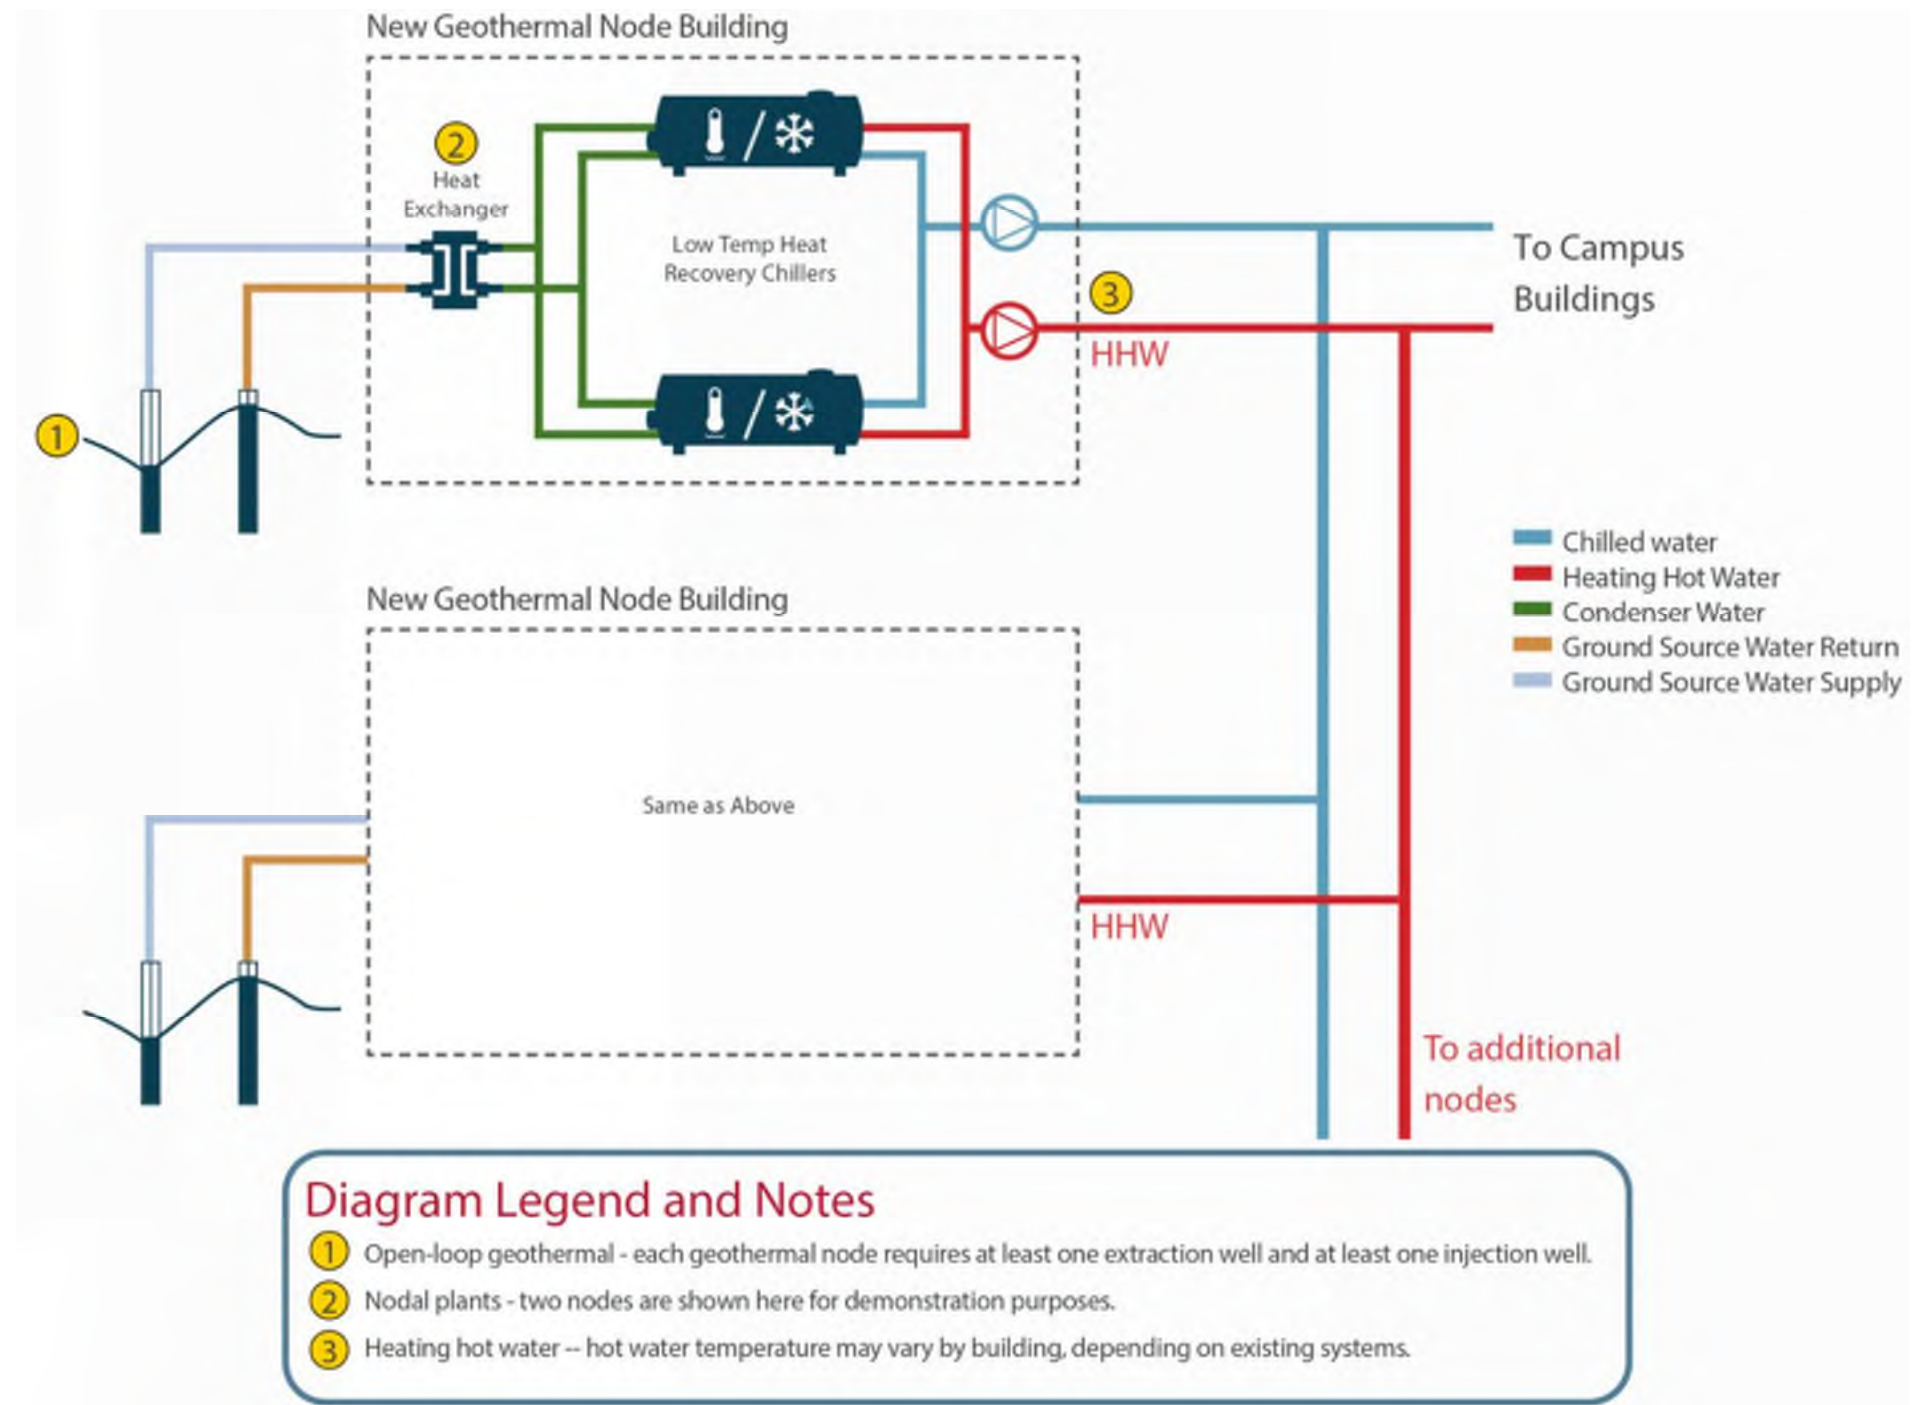 New Geothermal Node Building
2
Heat
Exchanger
Low Temp Heat
Recovery Chillers
To Campus
Buildings
3
HHW
1
Chilled water
Heating Hot Water
Condenser Water
Ground Source Water Return
Ground Source Water Supply
New Geothermal Node Building
Same as Above
HHW
To additional
nodes
Diagram Legend and Notes
1 Open-loop geothermal - each geothermal node requires at least one extraction well and at least one injection well.
2 Nodal plants - two nodes are shown here for demonstration purposes.
3 Heating hot water -- hot water temperature may vary by building, depending on existing systems.